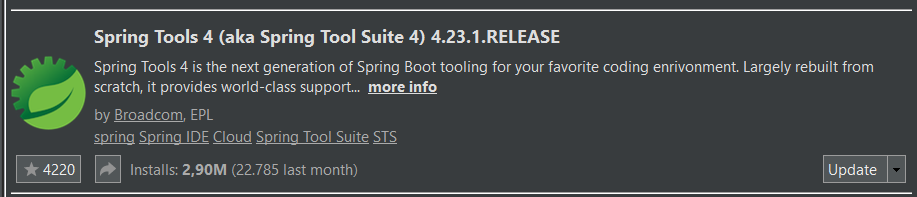 Spring Tools 4 (aka Spring Tool Suite 4) 4.23.1.RELEASE
Spring Tools 4 is the next generation of Spring Boot tooling for your favorite coding enrivonment. Largely rebuilt from
scratch, it provides world-class support... more info
by Broadcom, EPL
spring Spring IDE Cloud Spring Tool Suite STS
4220 Installs: 2,90M (22.785 last month) Update